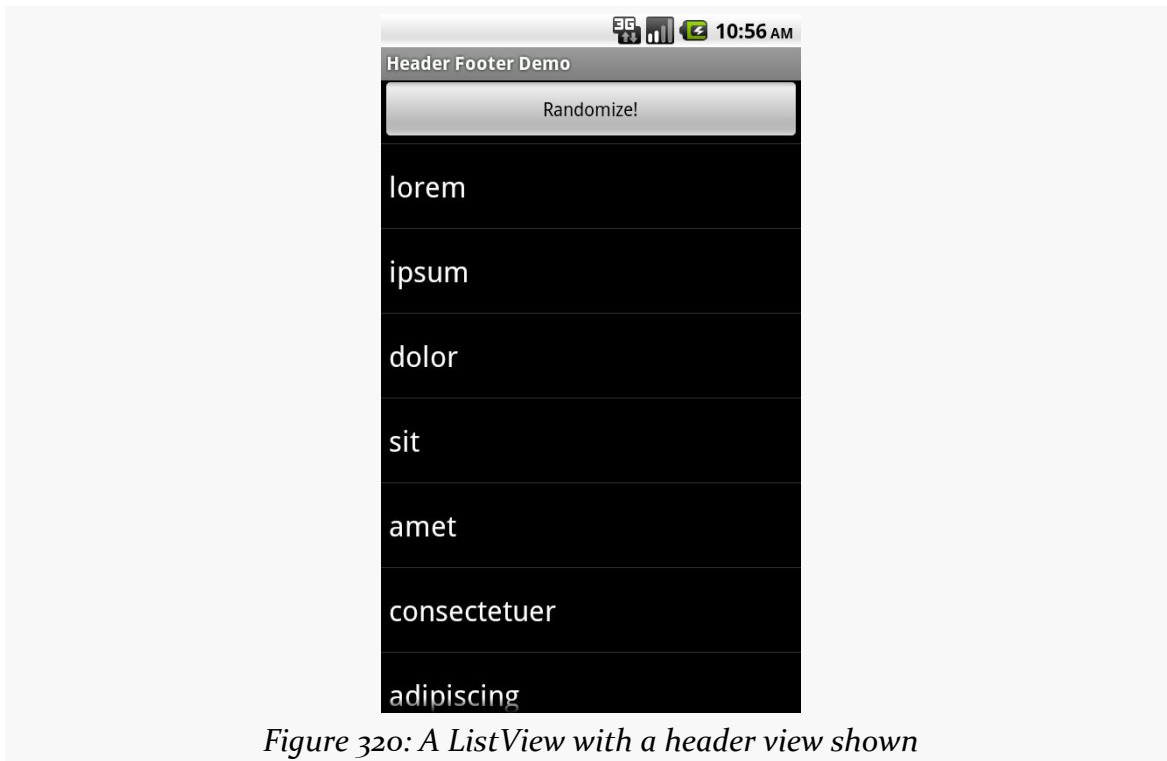 3G 10:56 AM
Header Footer Demo
Randomize!
lorem
ipsum
dolor
sit
amet
consectetuer
adipiscing
Figure 320: A ListView with a header view shown